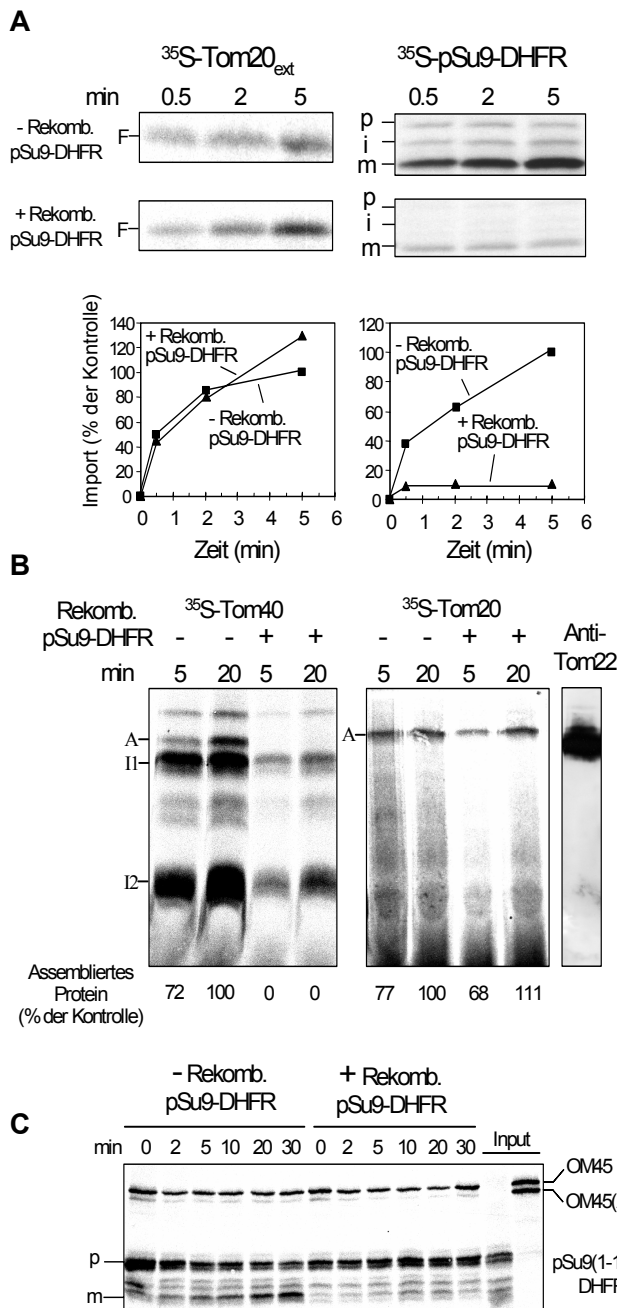 A
35S-Tom20ext
35S-pSu9-DHFR
min
0.5 2 5
0.5 2 5
- Rekomb.
pSu9-DHFR
F
p
i
m
+ Rekomb.
pSu9-DHFR
F
p
i
m
Import (% der Kontrolle)
140
120
100
80
60
40
20
0
+ Rekomb.
pSu9-DHFR
- Rekomb.
pSu9-DHFR
0 1 2 3 4 5 6
Zeit (min)
120
100
80
60
40
20
0
- Rekomb.
pSu9-DHFR
+ Rekomb.
pSu9-DHFR
0 1 2 3 4 5 6
Zeit (min)
B
Rekomb.
pSu9-DHFR
35S-Tom40
- - + +
35S-Tom20
- - + +
Anti-
Tom22
min
5 20 5 20
5 20 5 20
A
I1
I2
A
Assembliertes
Protein
(% der Kontrolle)
72 100 0 0
77 100 68 111
- Rekomb.
pSu9-DHFR
+ Rekomb.
pSu9-DHFR
C
min
0 2 5 10 20 30
0 2 5 10 20 30
Input
OM45
OM45(
p
m
pSu9(1-1
DHF